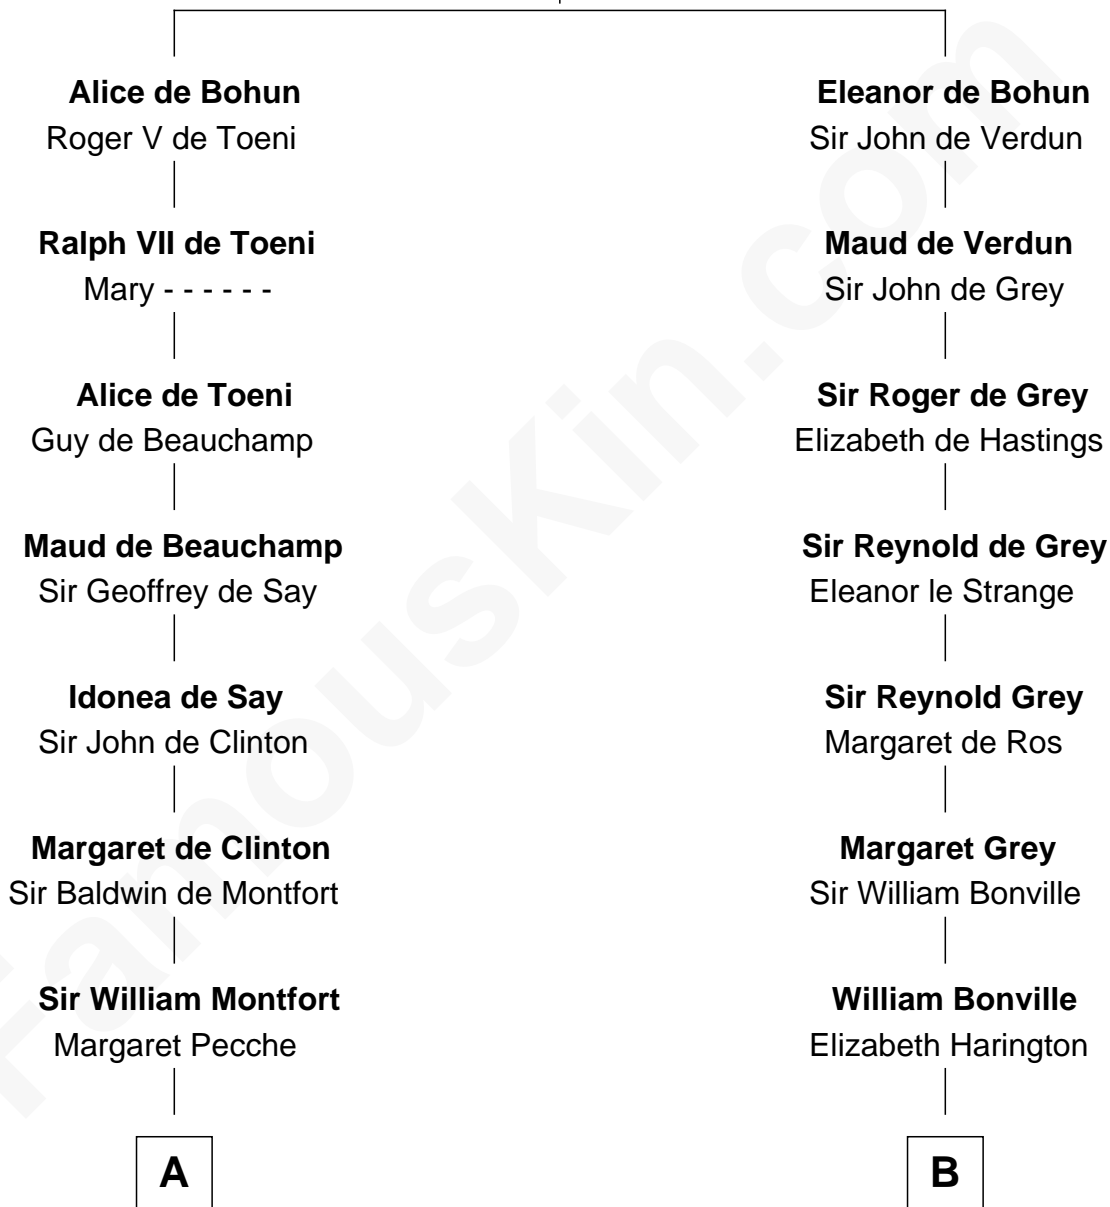 Alice de Bohun
Roger V de Toeni
Ralph VII de Toeni
Mary - - - - - -
Alice de Toeni
Guy de Beauchamp
Maud de Beauchamp
Sir Geoffrey de Say
Idonea de Say
Sir John de Clinton
Margaret de Clinton
Sir Baldwin de Montfort
Sir William Montfort
Margaret Pecche
A
Eleanor de Bohun
Sir John de Verdun
Maud de Verdun
Sir John de Grey
Sir Roger de Grey
Elizabeth de Hastings
Sir Reynold de Grey
Eleanor le Strange
Sir Reynold Grey
Margaret de Ros
Margaret Grey
Sir William Bonville
William Bonville
Elizabeth Harington
B
FamousKin.com